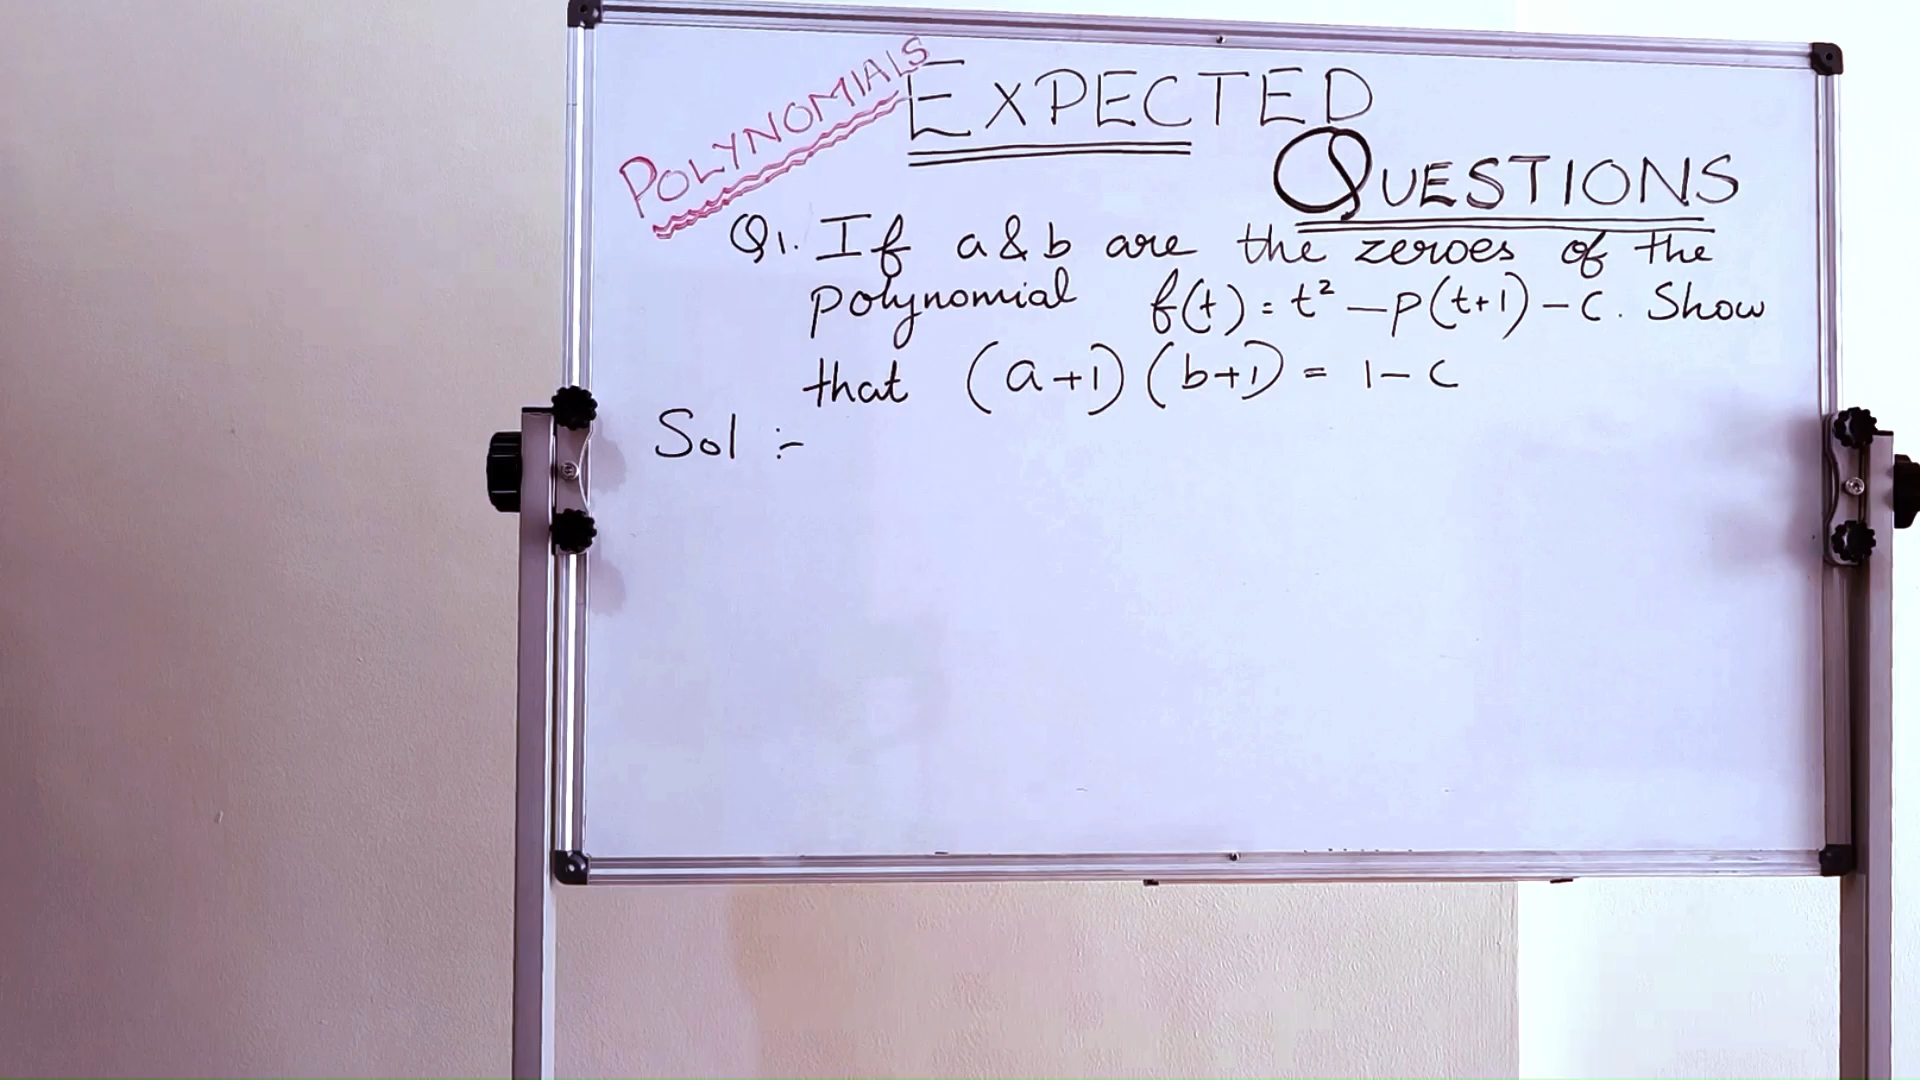 POLYNOMIALS
EXPECTED
QUESTIONS
Q1. If a & b are the zeroes of the
polynomial f(t) = t² – p(t+1) – c. Show
that (a+1)(b+1) = 1 – c
Sol :-